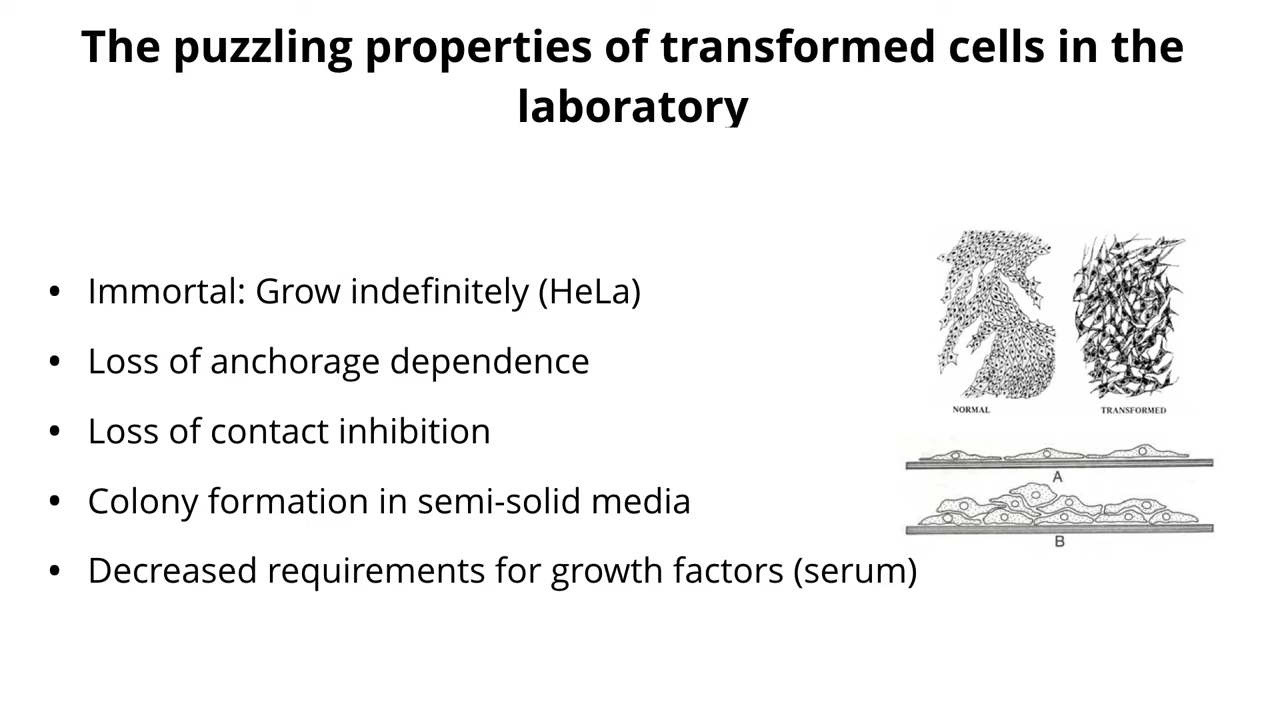 The puzzling properties of transformed cells in the
laboratory
• Immortal: Grow indefinitely (HeLa)
• Loss of anchorage dependence
• Loss of contact inhibition
• Colony formation in semi-solid media
• Decreased requirements for growth factors (serum)
NORMAL
TRANSFORMED
A
B